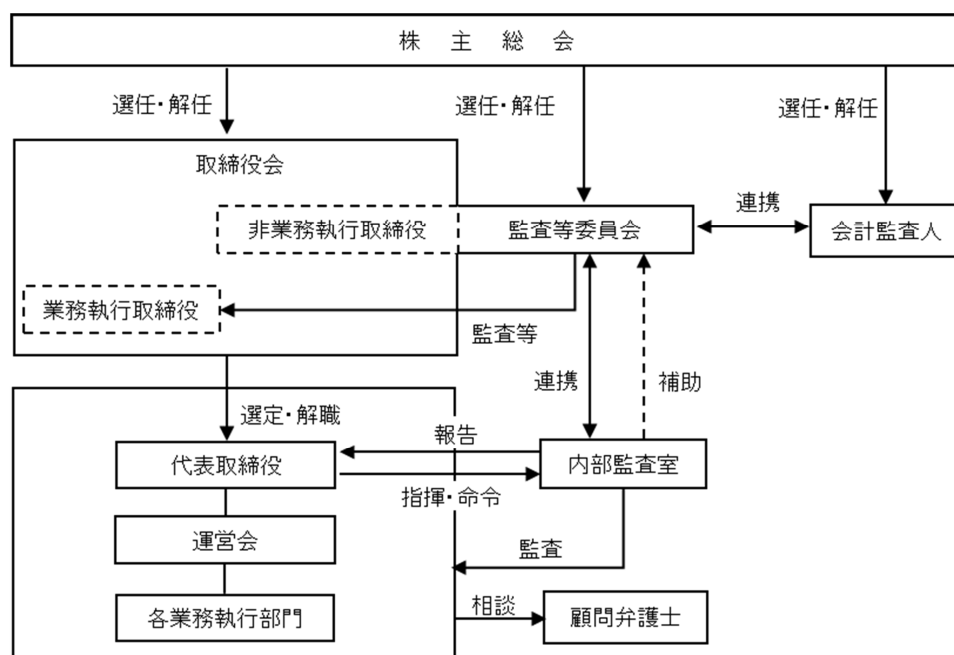 株主総会
選任・解任
選任・解任
選任・解任
取締役会
非業務執行取締役
監査等委員会
連携
会計監査人
業務執行取締役
監査等
連携
補助
選定・解職
報告
代表取締役
内部監査室
指揮・命令
運営会
監査
各業務執行部門
相談
顧問弁護士